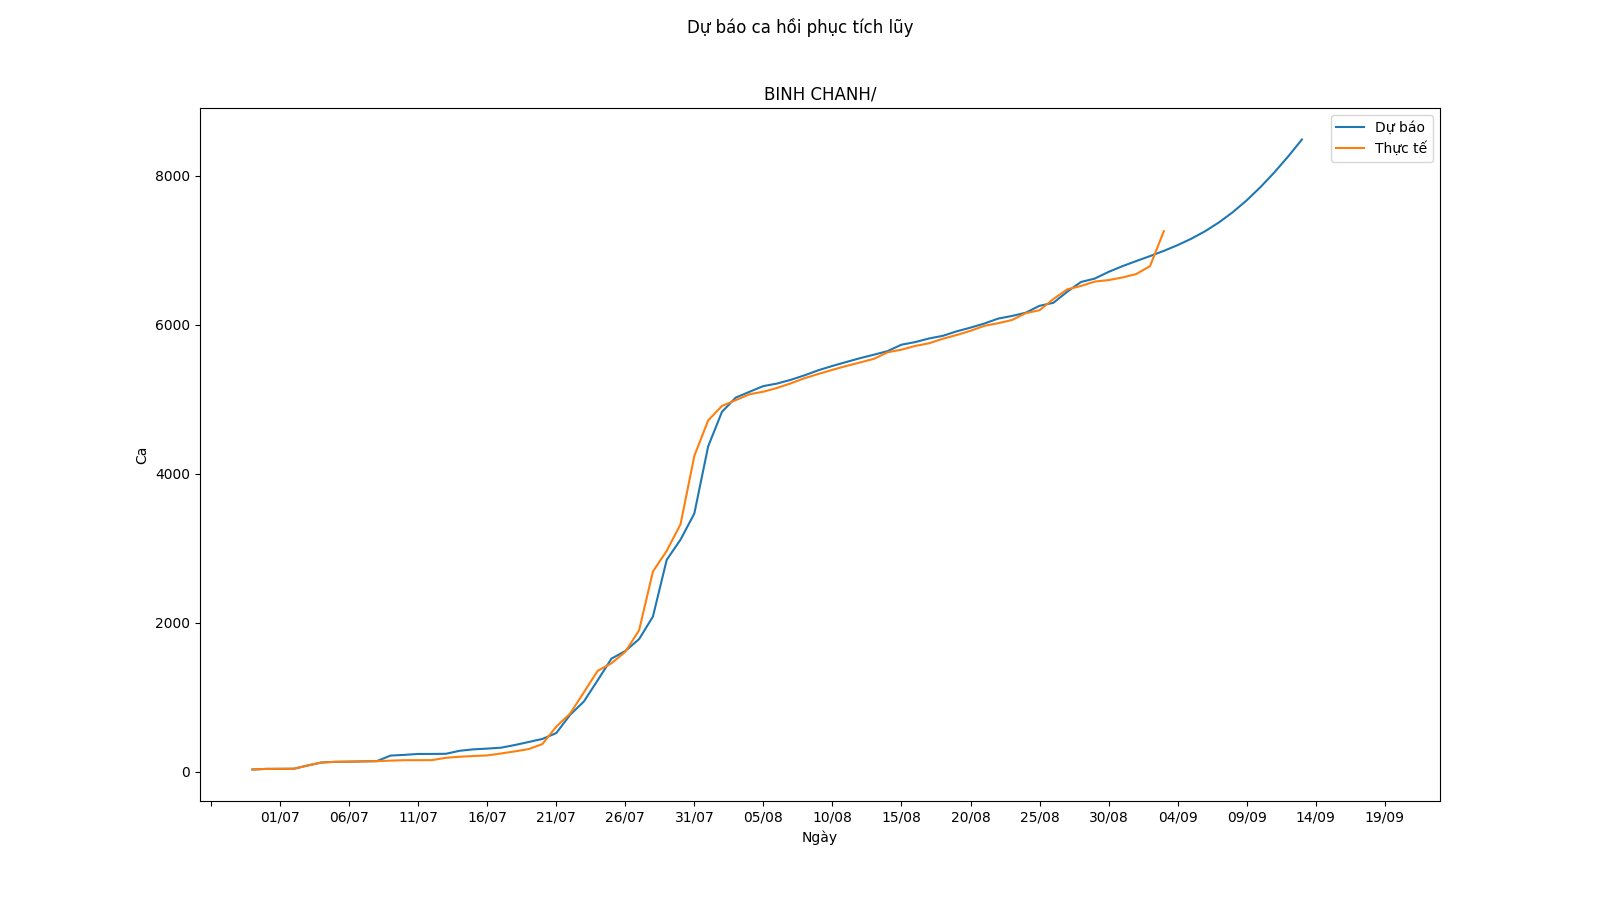 Dự báo ca hồi phục tích lũy
BINH CHANH/
Dự báo
Thực tế
8000
6000
4000
2000
0
Ca
01/07 06/07 11/07 16/07 21/07 26/07 31/07 05/08 10/08 15/08 20/08 25/08 30/08 04/09 09/09 14/09 19/09
Ngày